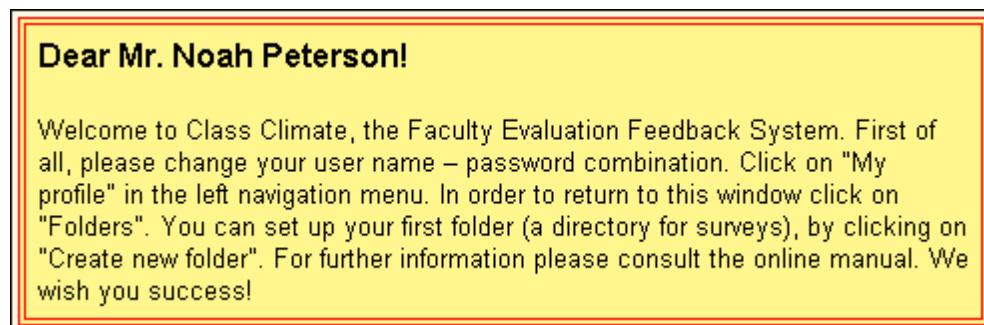 Dear Mr. Noah Peterson!
Welcome to Class Climate, the Faculty Evaluation Feedback System. First of
all, please change your user name – password combination. Click on "My
profile" in the left navigation menu. In order to return to this window click on
"Folders". You can set up your first folder (a directory for surveys), by clicking on
"Create new folder". For further information please consult the online manual. We
wish you success!